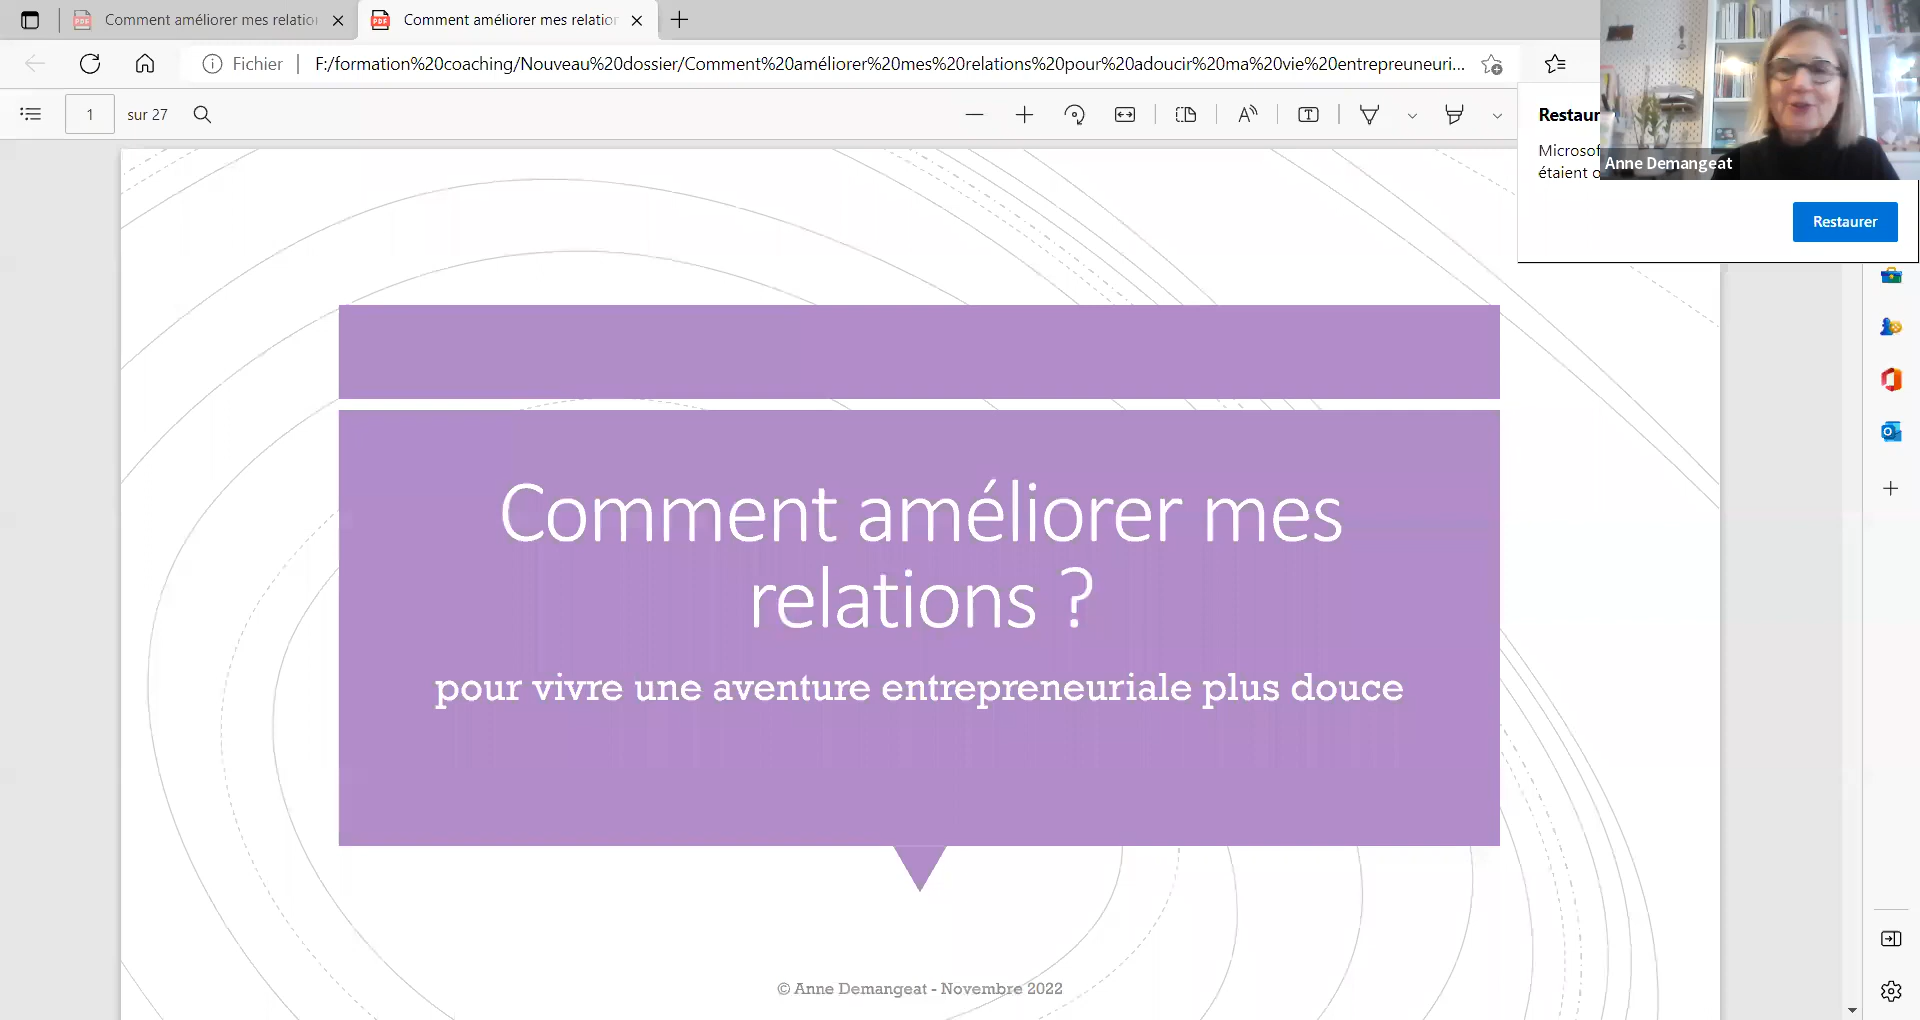 Comment améliorer mes relatio
Comment améliorer mes relatio
Fichier
F:/formation%20coaching/Nouveau%20dossier/Comment%20améliorer%20mes%20relations%20pour%20adoucir%20ma%20vie%20entrepreuneuri...
1
sur 27
Restaur
Microsof
étaient o
Anne Demangeat
Restaurer
Comment améliorer mes
relations ?
pour vivre une aventure entrepreneuriale plus douce
© Anne Demangeat - Novembre 2022